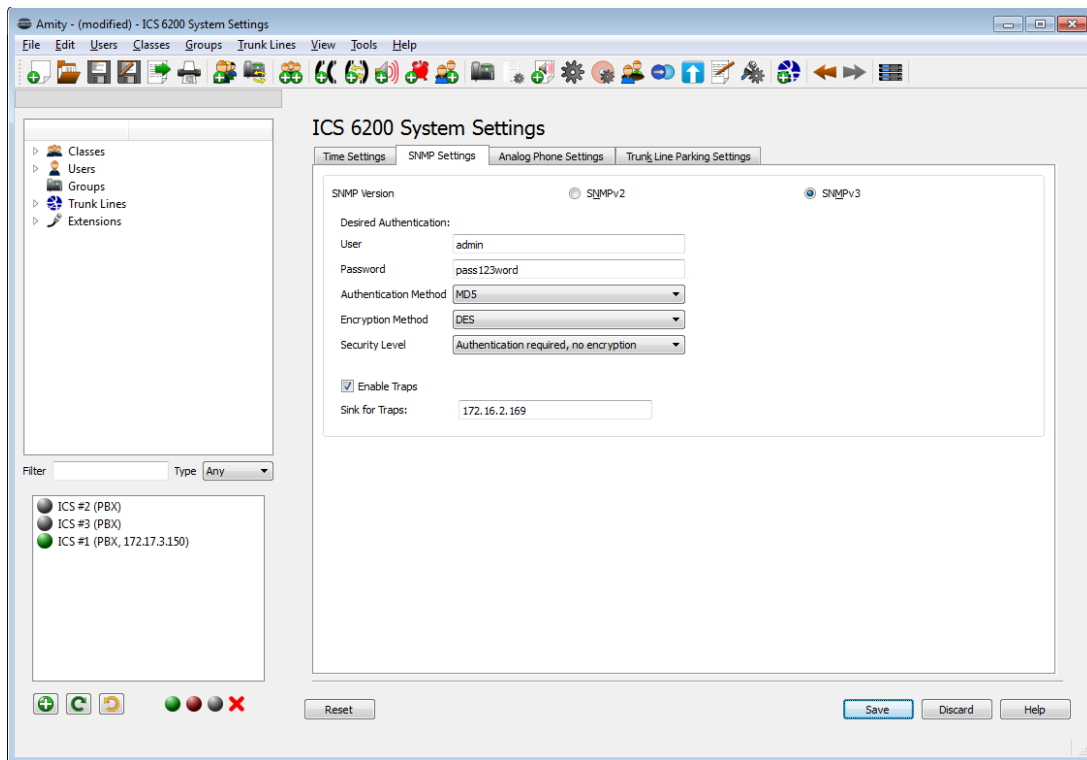 Amity - (modified) - ICS 6200 System Settings
File Edit Users Classes Groups Trunk Lines View Tools Help
ICS 6200 System Settings
Time Settings SNMP Settings Analog Phone Settings Trunk Line Parking Settings
Classes
Users
Groups
Trunk Lines
Extensions
SNMP Version SNMPv2 SNMPv3
Desired Authentication:
User admin
Password pass123word
Authentication Method MD5
Encryption Method DES
Security Level Authentication required, no encryption
Enable Traps
Sink for Traps: 172.16.2.169
Filter Type Any
ICS #2 (PBX)
ICS #3 (PBX)
ICS #1 (PBX, 172.17.3.150)
Reset Save Discard Help